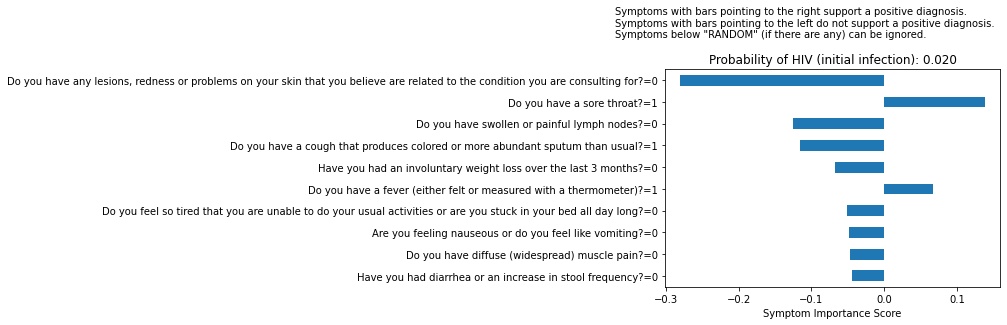 Symptoms with bars pointing to the right support a positive diagnosis.
Symptoms with bars pointing to the left do not support a positive diagnosis.
Symptoms below "RANDOM" (if there are any) can be ignored.
Probability of HIV (initial infection): 0.020
Do you have any lesions, redness or problems on your skin that you believe are related to the condition you are consulting for?=0
Do you have a sore throat?=1
Do you have swollen or painful lymph nodes?=0
Do you have a cough that produces colored or more abundant sputum than usual?=1
Have you had an involuntary weight loss over the last 3 months?=0
Do you have a fever (either felt or measured with a thermometer)?=1
Do you feel so tired that you are unable to do your usual activities or are you stuck in your bed all day long?=0
Are you feeling nauseous or do you feel like vomiting?=0
Do you have diffuse (widespread) muscle pain?=0
Have you had diarrhea or an increase in stool frequency?=0
−0.3 −0.2 −0.1 0.0 0.1
Symptom Importance Score